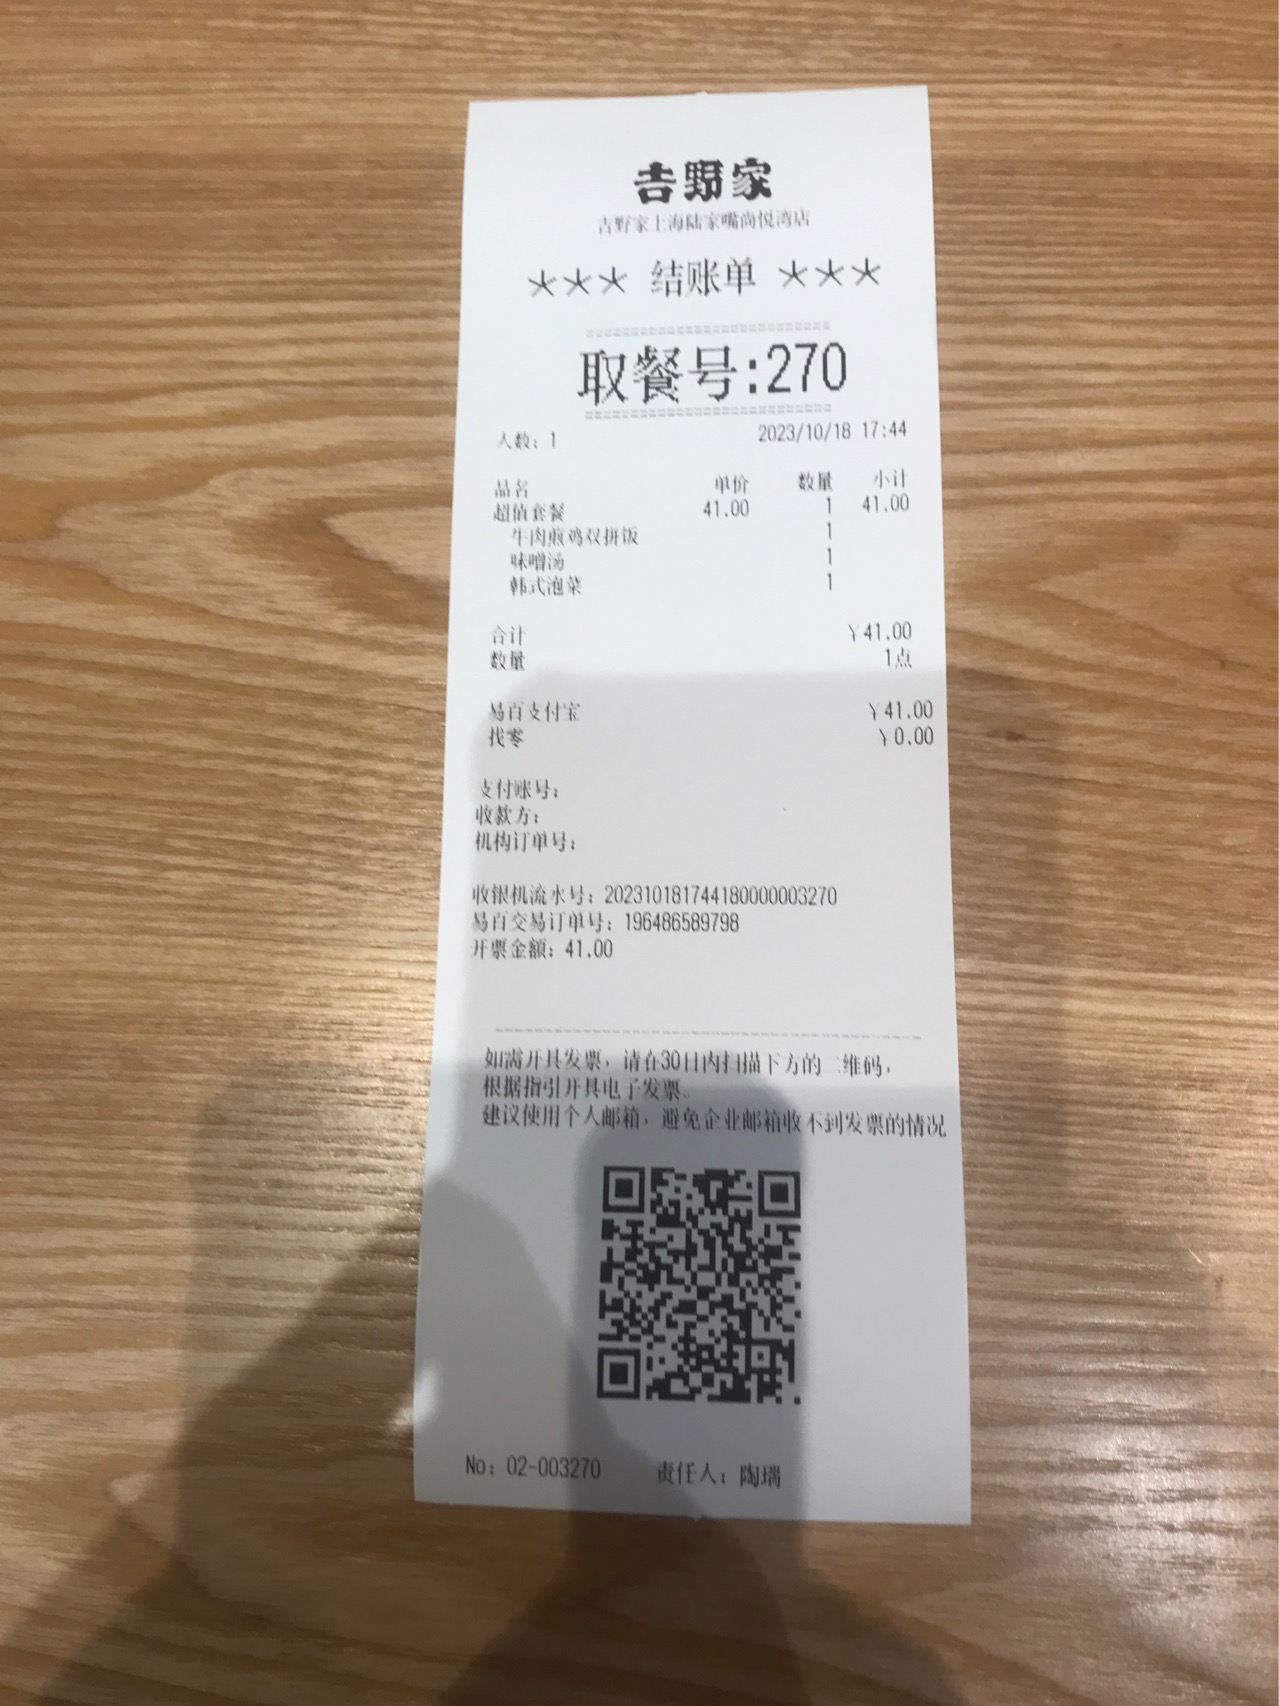 吉野家
吉野家上海陆家嘴尚悦湾店
*** 结账单 ***
取餐号:270
人数: 1 2023/10/18 17:44
品名 单价 数量 小计
超值套餐 41.00 1 41.00
牛肉煎鸡双拼饭 1
味噌汤 1
韩式泡菜 1
合计 ¥41.00
数量 1点
易百支付宝 ¥41.00
找零 ¥0.00
支付账号:
收款方:
机构订单号:
收银机流水号: 202310181744180000003270
易百交易订单号: 196486589798
开票金额: 41.00
如需开具发票, 请在30日内扫描下方的二维码,
根据指引开具电子发票。
建议使用个人邮箱, 避免企业邮箱收不到发票的情况
No: 02-003270 责任人: 陶瑞